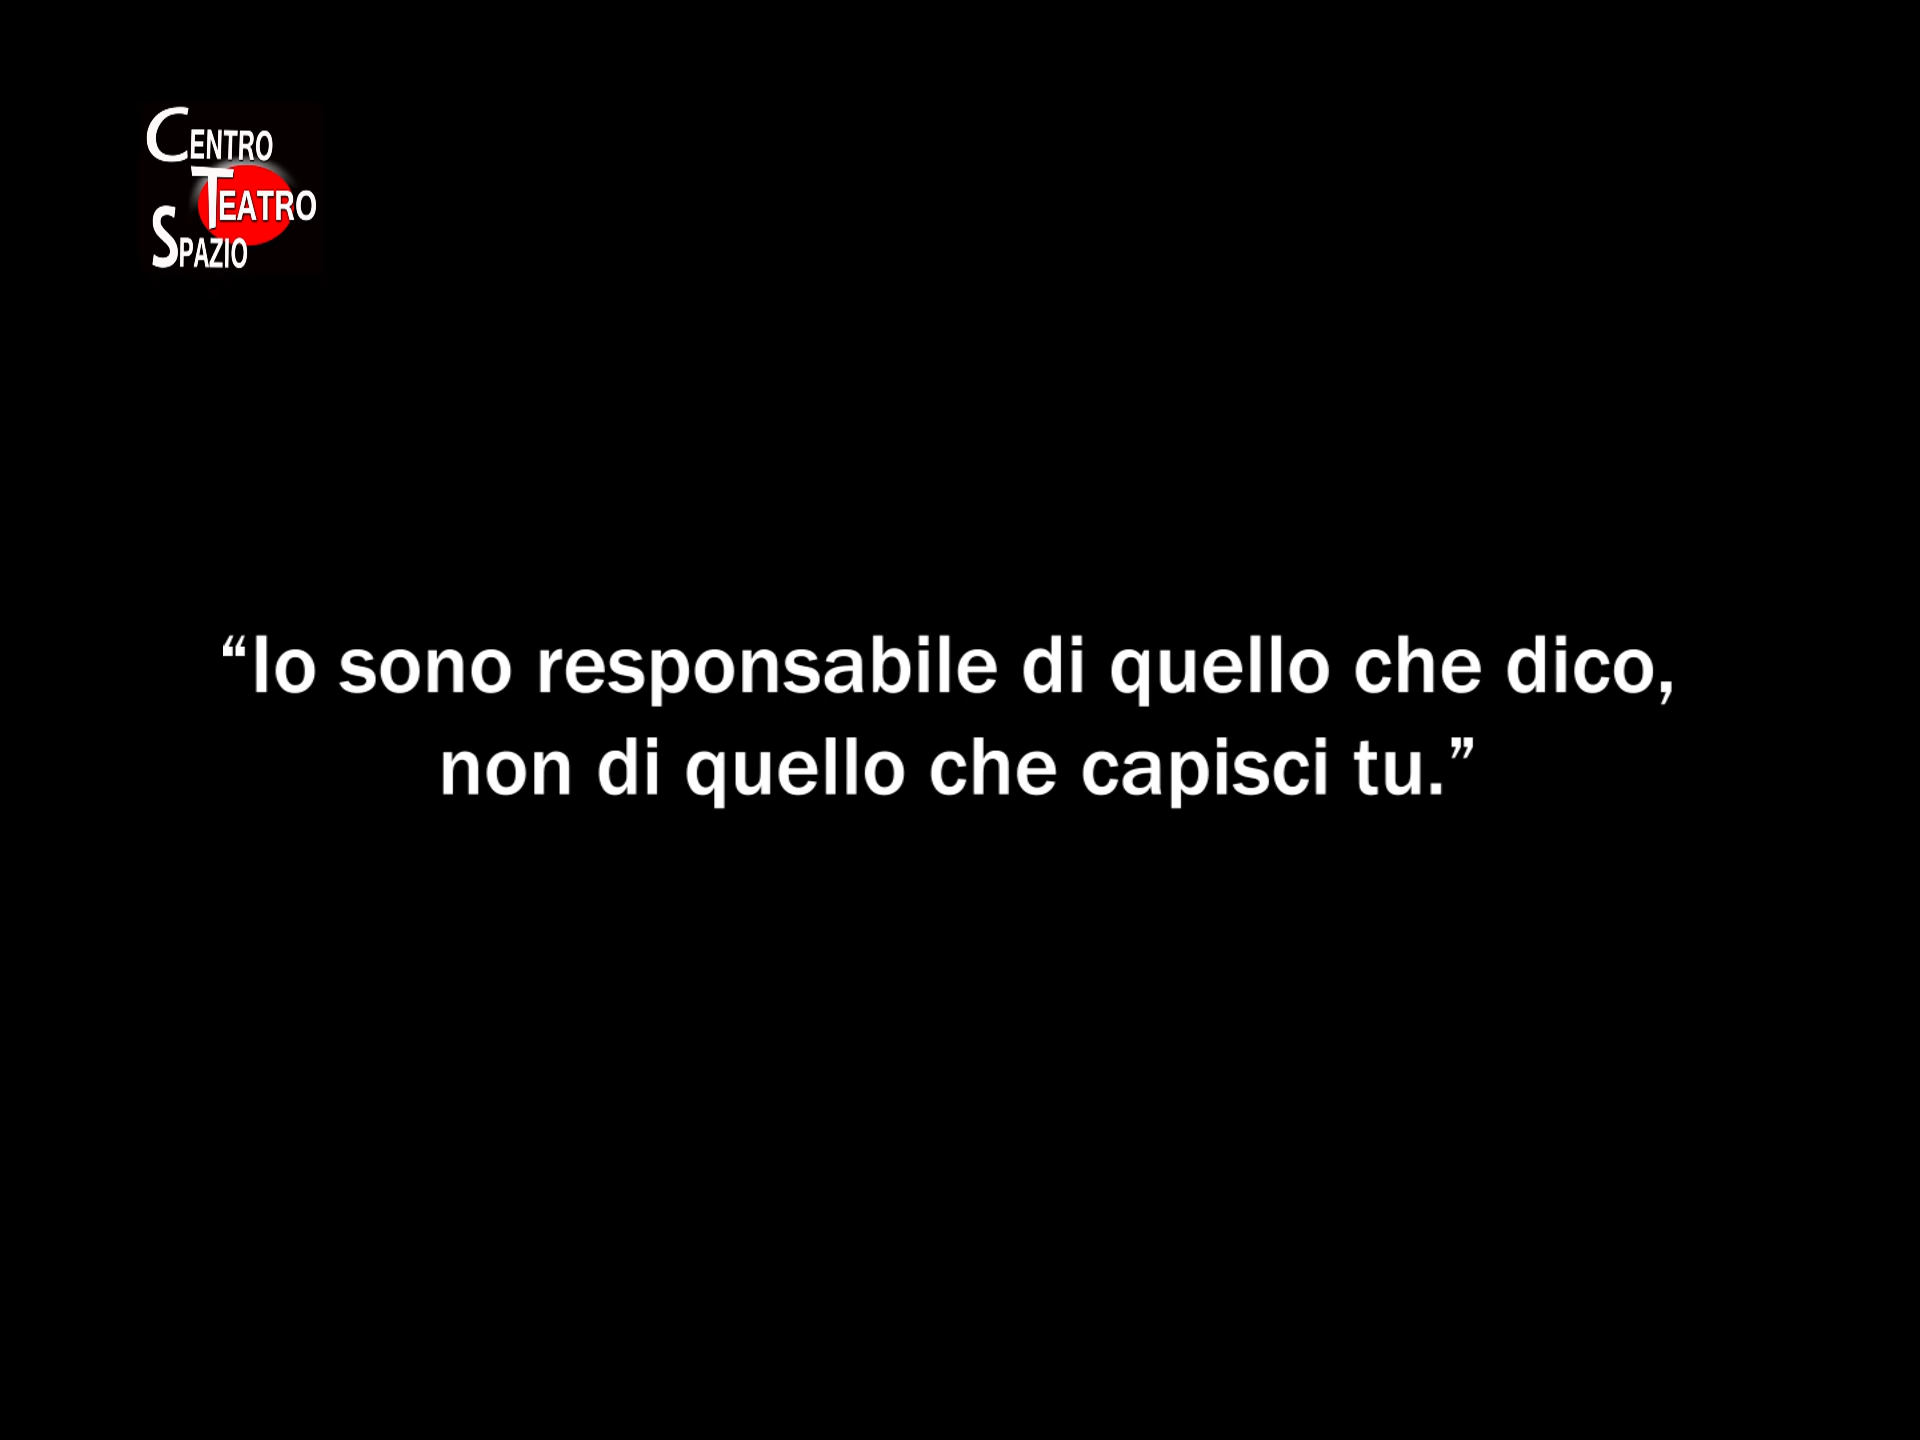 CENTRO
TEATRO
SPAZIO
“Io sono responsabile di quello che dico,
non di quello che capisci tu.”